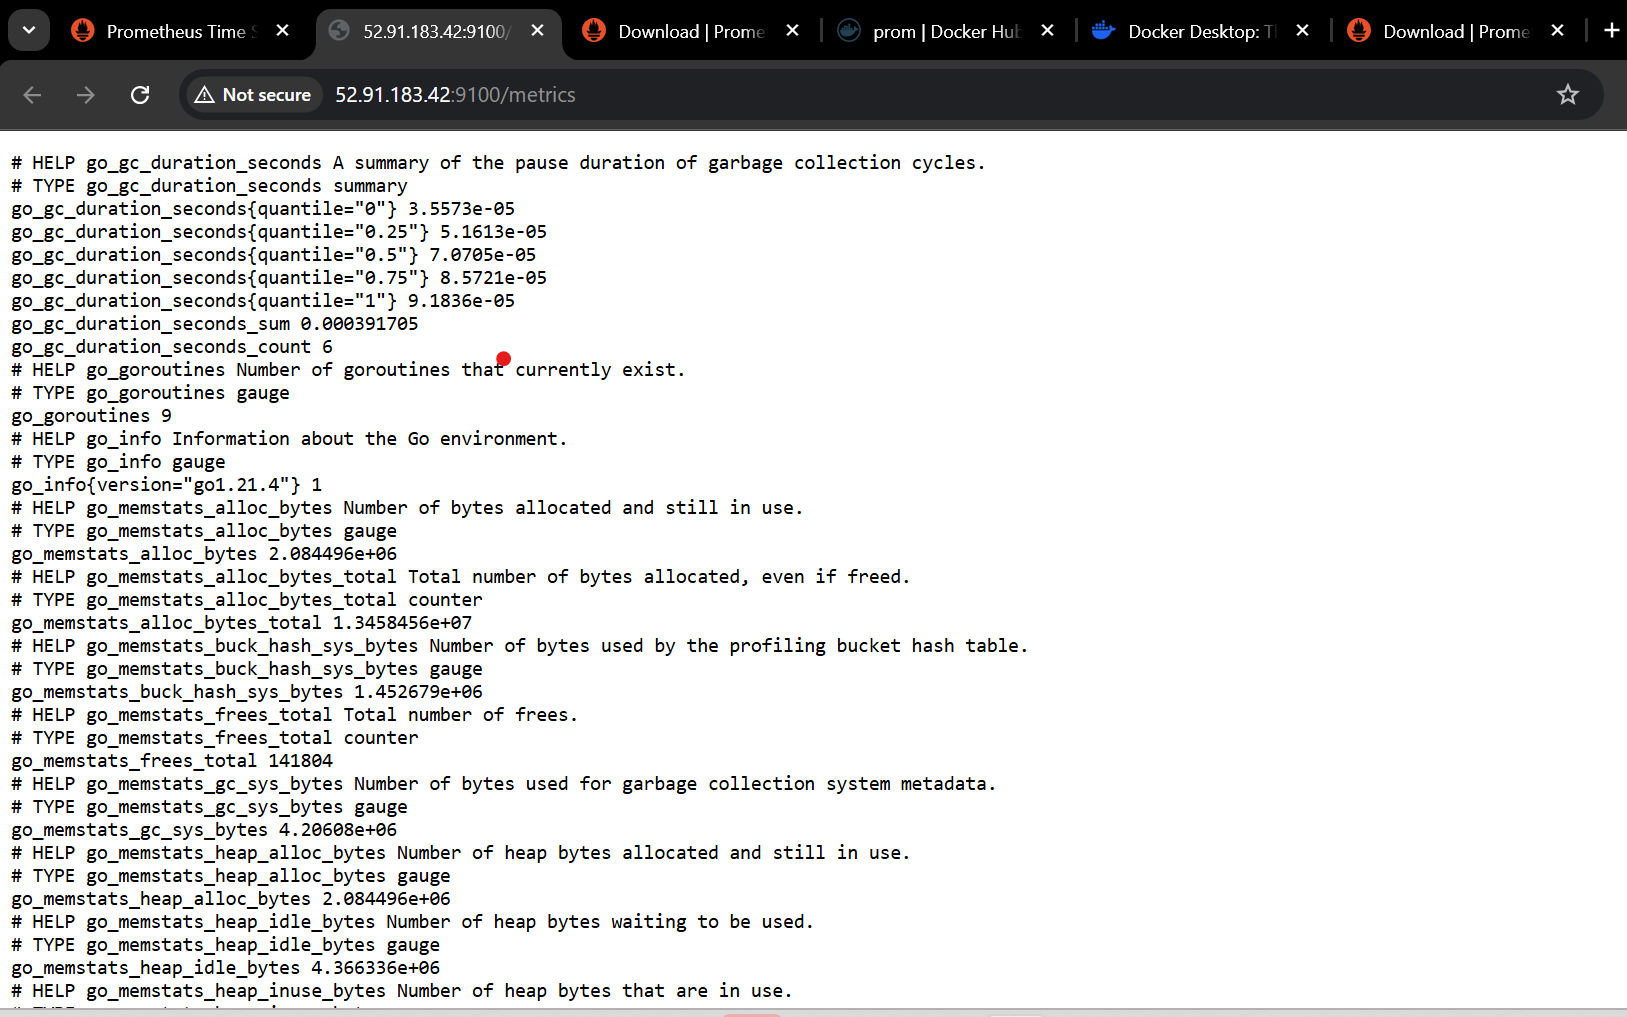 Prometheus Time S
52.91.183.42:9100/
Download | Prome
prom | Docker Hub
Docker Desktop: T
Download | Prome
Not secure
52.91.183.42:9100/metrics
# HELP go_gc_duration_seconds A summary of the pause duration of garbage collection cycles.
# TYPE go_gc_duration_seconds summary
go_gc_duration_seconds{quantile="0"} 3.5573e-05
go_gc_duration_seconds{quantile="0.25"} 5.1613e-05
go_gc_duration_seconds{quantile="0.5"} 7.0705e-05
go_gc_duration_seconds{quantile="0.75"} 8.5721e-05
go_gc_duration_seconds{quantile="1"} 9.1836e-05
go_gc_duration_seconds_sum 0.000391705
go_gc_duration_seconds_count 6
# HELP go_goroutines Number of goroutines that currently exist.
# TYPE go_goroutines gauge
go_goroutines 9
# HELP go_info Information about the Go environment.
# TYPE go_info gauge
go_info{version="go1.21.4"} 1
# HELP go_memstats_alloc_bytes Number of bytes allocated and still in use.
# TYPE go_memstats_alloc_bytes gauge
go_memstats_alloc_bytes 2.084496e+06
# HELP go_memstats_alloc_bytes_total Total number of bytes allocated, even if freed.
# TYPE go_memstats_alloc_bytes_total counter
go_memstats_alloc_bytes_total 1.3458456e+07
# HELP go_memstats_buck_hash_sys_bytes Number of bytes used by the profiling bucket hash table.
# TYPE go_memstats_buck_hash_sys_bytes gauge
go_memstats_buck_hash_sys_bytes 1.452679e+06
# HELP go_memstats_frees_total Total number of frees.
# TYPE go_memstats_frees_total counter
go_memstats_frees_total 141804
# HELP go_memstats_gc_sys_bytes Number of bytes used for garbage collection system metadata.
# TYPE go_memstats_gc_sys_bytes gauge
go_memstats_gc_sys_bytes 4.20608e+06
# HELP go_memstats_heap_alloc_bytes Number of heap bytes allocated and still in use.
# TYPE go_memstats_heap_alloc_bytes gauge
go_memstats_heap_alloc_bytes 2.084496e+06
# HELP go_memstats_heap_idle_bytes Number of heap bytes waiting to be used.
# TYPE go_memstats_heap_idle_bytes gauge
go_memstats_heap_idle_bytes 4.366336e+06
# HELP go_memstats_heap_inuse_bytes Number of heap bytes that are in use.